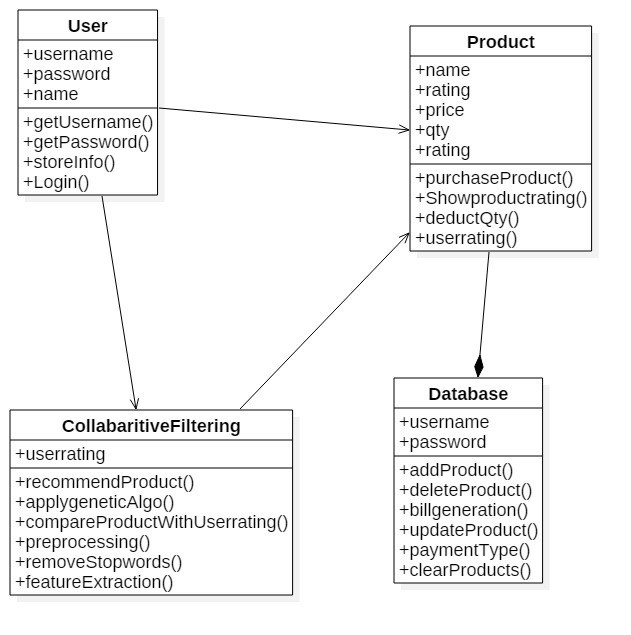 User
+username
+password
+name
+getUsername()
+getPassword()
+storeInfo()
+Login()
Product
+name
+rating
+price
+qty
+rating
+purchaseProduct()
+Showproductrating()
+deductQty()
+userrating()
CollabaritiveFiltering
+userrating
+recommendProduct()
+applygeneticAlgo()
+compareProductWithUserrating()
+preprocessing()
+removeStopwords()
+featureExtraction()
Database
+username
+password
+addProduct()
+deleteProduct()
+billgeneration()
+updateProduct()
+paymentType()
+clearProducts()